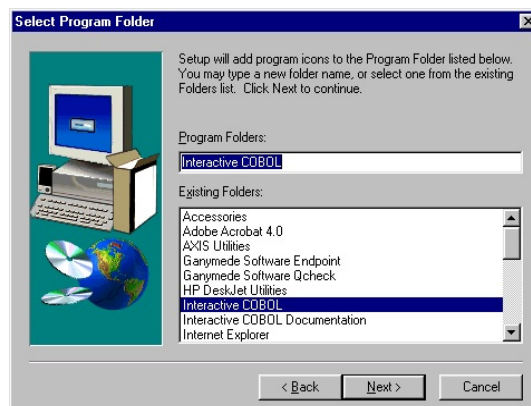 Select Program Folder
Setup will add program icons to the Program Folder listed below.
You may type a new folder name, or select one from the existing
Folders list. Click Next to continue.
Program Folders:
Interactive COBOL
Existing Folders:
Accessories
Adobe Acrobat 4.0
AXIS Utilities
Ganymede Software Endpoint
Ganymede Software Qcheck
HP DeskJet Utilities
Interactive COBOL
Interactive COBOL Documentation
Internet Explorer
< Back
Next >
Cancel